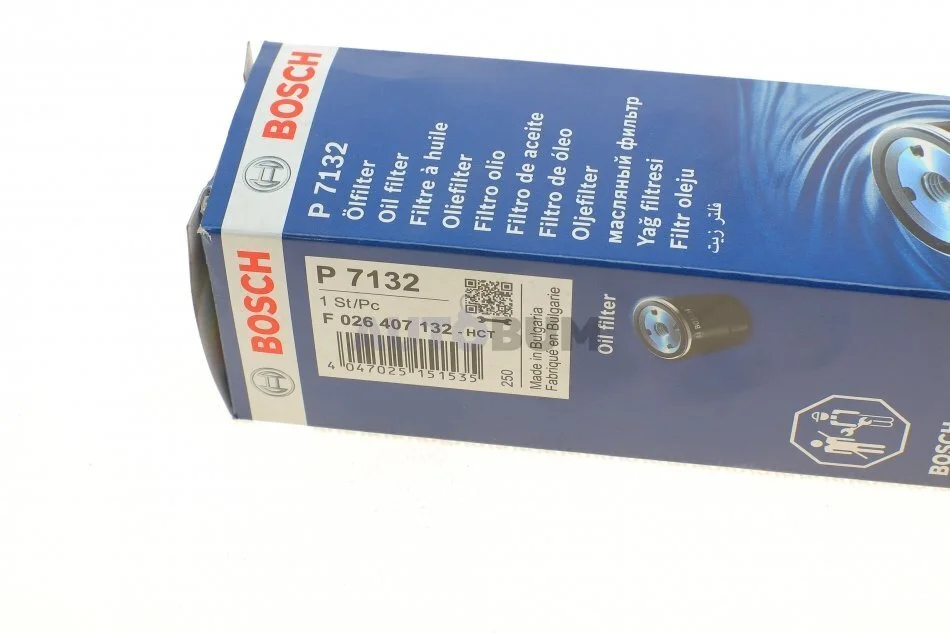 BOSCH
P 7132
Ölfilter
Oil filter
Filtre à huile
Oliefilter
Filtro olio
Filtro de aceite
Filtro de óleo
Oljefilter
масляный фильтр
Yağ filtresi
Filtr oleju
فلتر زيت
BOSCH
P 7132
1 St/Pc
F 026 407 132 - HCT
4 047025 151535
250
Made in Bulgaria
Fabriqué en Bulgarie
Oil filter
BOSCH
AVTOBUM